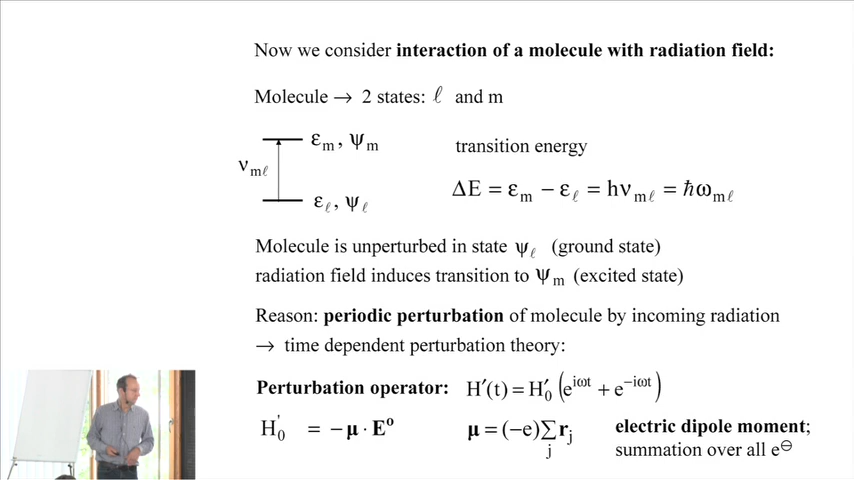 Now we consider interaction of a molecule with radiation field:
Molecule → 2 states: ℓ and m
εₘ, ψₘ
transition energy
νₘℓ
ΔE = εₘ − εℓ = hνₘℓ = ħωₘℓ
εℓ, ψℓ
Molecule is unperturbed in state ψℓ (ground state)
radiation field induces transition to ψₘ (excited state)
Reason: periodic perturbation of molecule by incoming radiation
→ time dependent perturbation theory:
Perturbation operator: H′(t) = H′₀ (e^{iωt} + e^{−iωt})
H'₀ = −μ · E° μ = (−e)∑ⱼ rⱼ electric dipole moment;
summation over all e^⊖